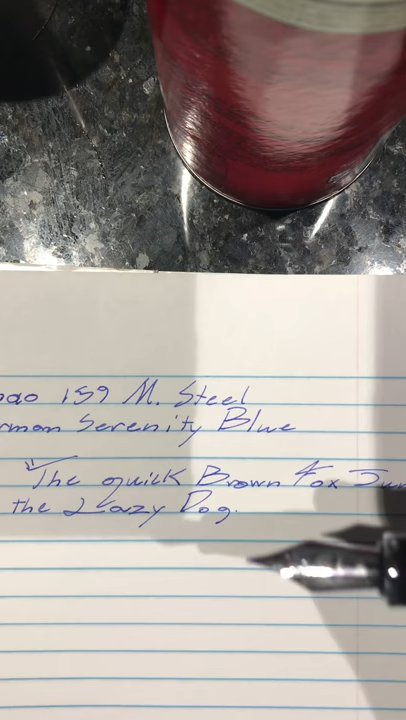 159 M. Steel
Serenity Blue
"The quick Brown Fox
the Lazy Dog.